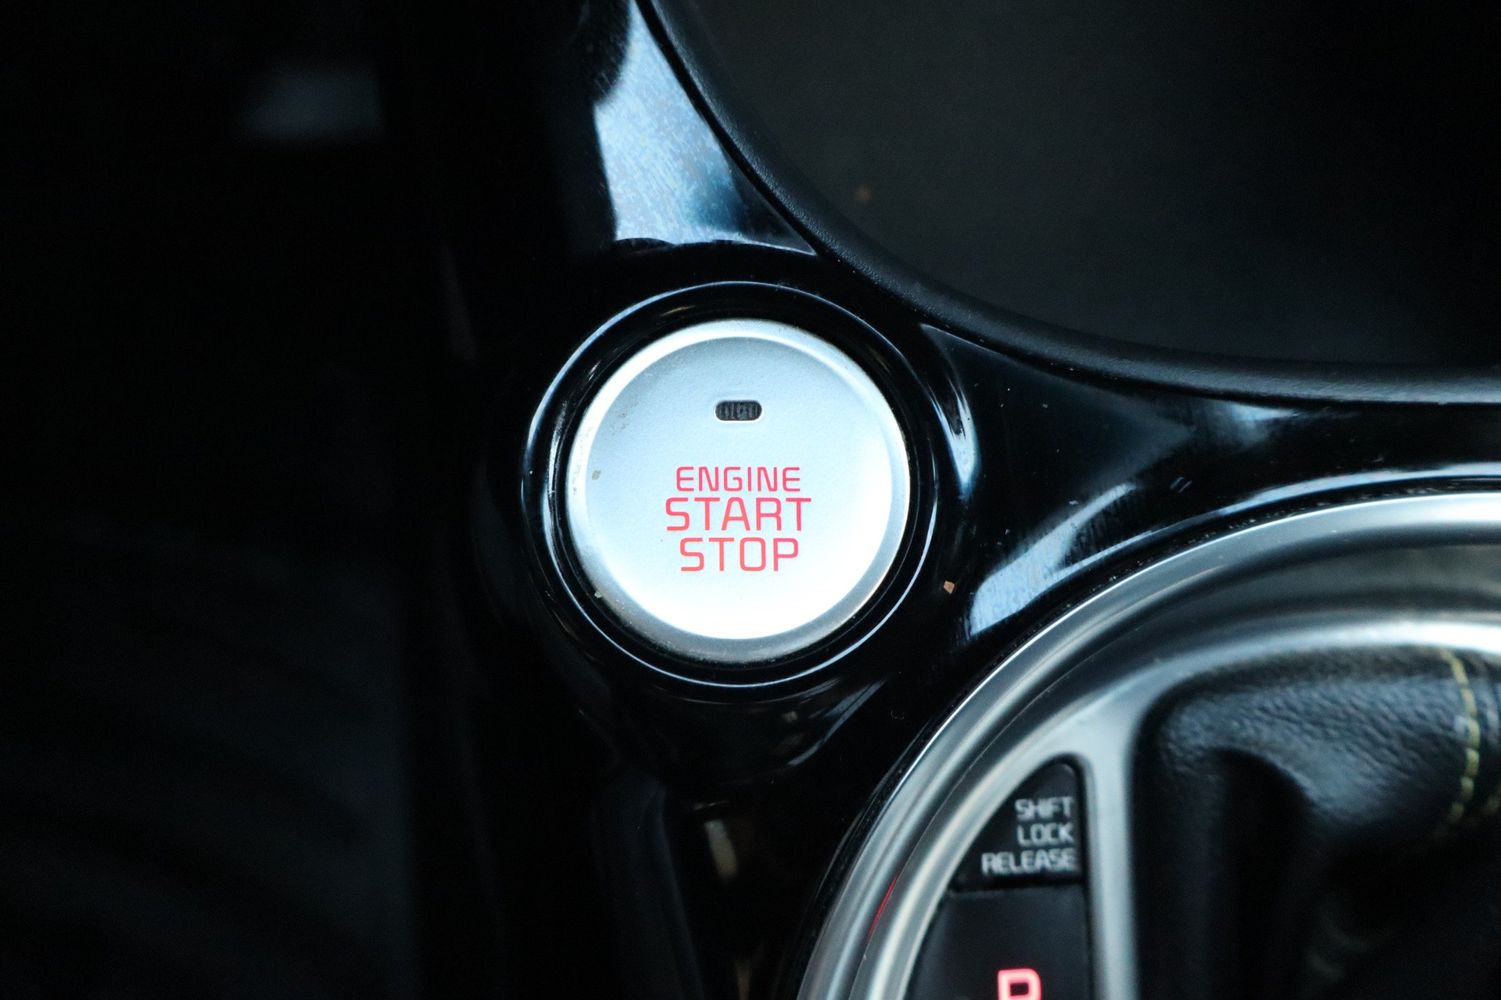 ENGINE
START
STOP
SHIFT
LOCK
RELEASE
P